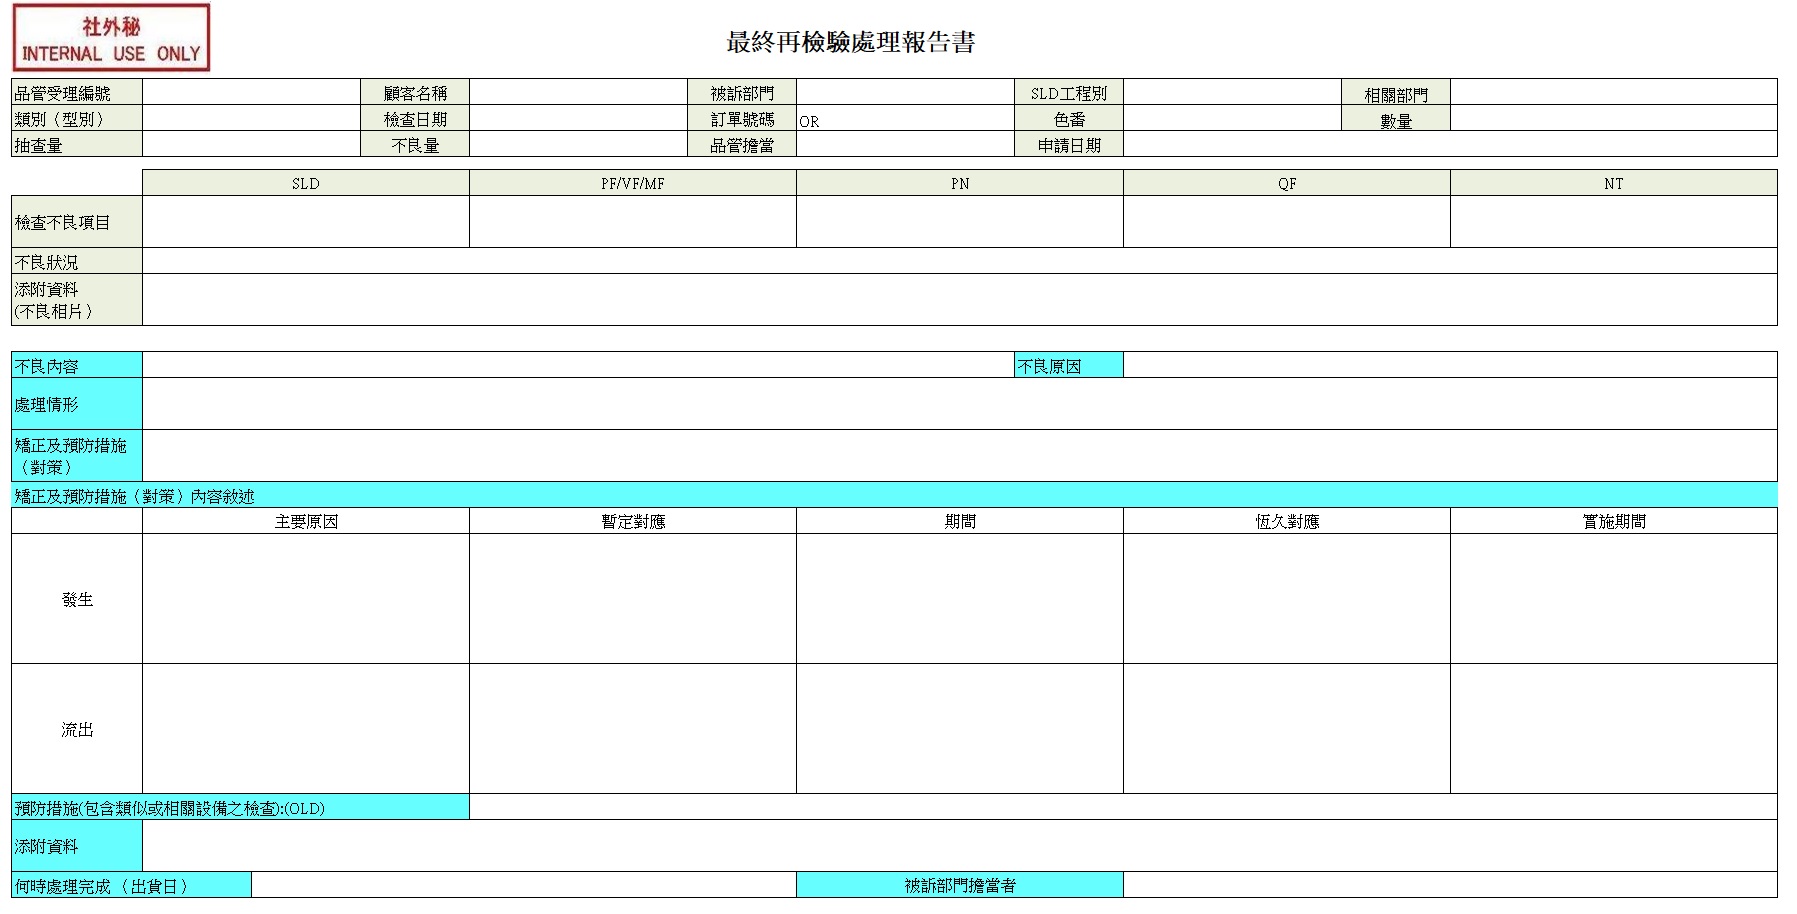 社外秘
INTERNAL USE ONLY
最終再檢驗處理報告書
品管受理編號 顧客名稱 被訴部門 SLD工程別 相關部門
類別（型別） 檢查日期 訂單號碼 OR 色番 數量
抽查量 不良量 品管擔當 申請日期
SLD PF/VF/MF PN QF NT
檢查不良項目
不良狀況
添附資料
(不良相片）
不良內容 不良原因
處理情形
矯正及預防措施
（對策）
矯正及預防措施（對策）內容敘述
主要原因 暫定對應 期間 恆久對應 實施期間
發生
流出
預防措施(包含類似或相關設備之檢查):(OLD)
添附資料
何時處理完成（出貨日） 被訴部門擔當者